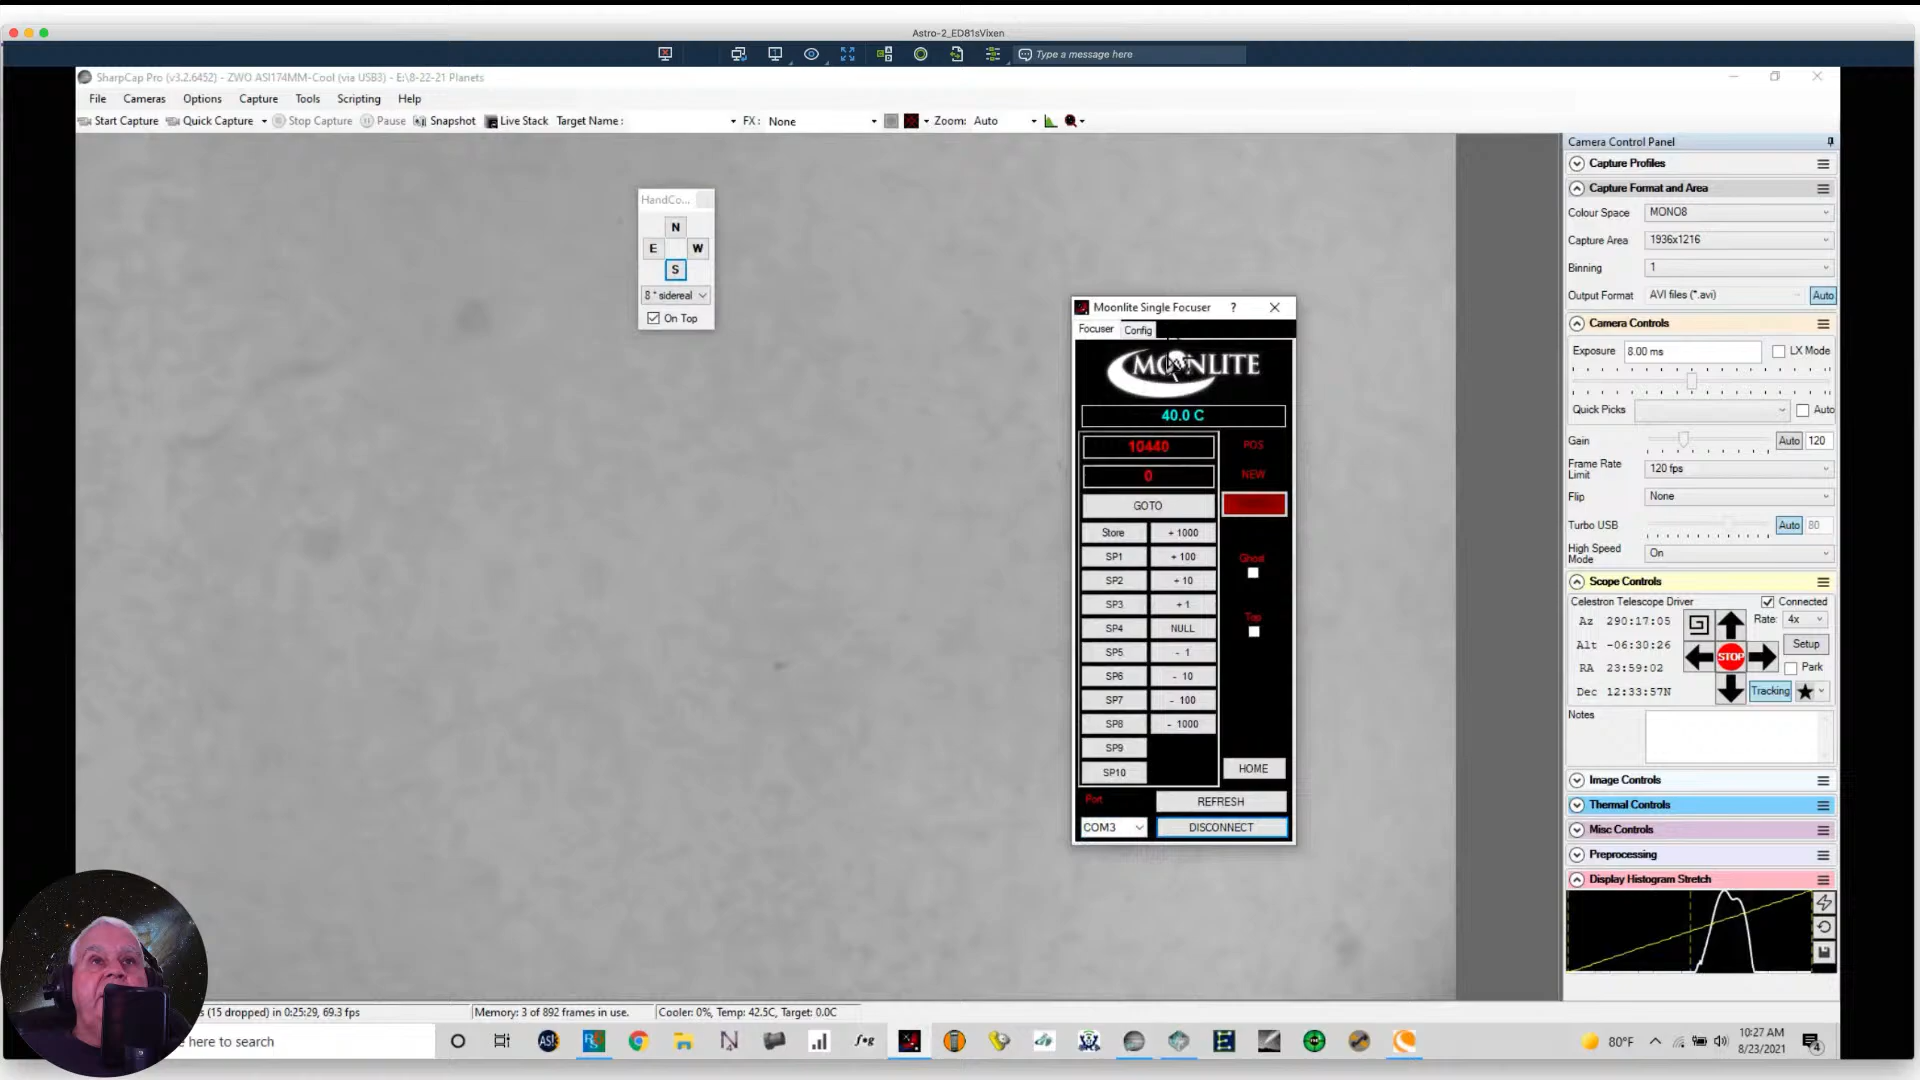 Astro-2_ED81sVixen
Type a message here
SharpCap Pro (v3.2.6452) - ZWO ASI174MM-Cool (via USB3) - E:\8-22-21 Planets
File Cameras Options Capture Tools Scripting Help
Start Capture Quick Capture Stop Capture Pause Snapshot Live Stack Target Name : FX : None Zoom: Auto
Camera Control Panel
Capture Profiles
Capture Format and Area
Colour Space MONO8
Capture Area 1936x1216
Binning 1
Output Format AVI files (*.avi) Auto
Camera Controls
Exposure 8.00 ms LX Mode
Quick Picks Auto
Gain Auto 120
Frame Rate Limit 120 fps
Flip None
Turbo USB Auto 80
High Speed Mode On
Scope Controls
Celestron Telescope Driver Connected
Az 290:17:05 Rate: 4x
Alt -06:30:26 Setup
RA 23:59:02 STOP Park
Dec 12:33:57N Tracking
Notes
Image Controls
Thermal Controls
Misc Controls
Preprocessing
Display Histogram Stretch
HandCo...
N
E W
S
8 * sidereal
On Top
Moonlite Single Focuser ?
Focuser Config
MOONLITE
40.0 C
10440 POS
0 NEW
GOTO
Store + 1000
SP1 + 100
SP2 + 10
SP3 + 1
SP4 NULL
SP5 - 1
SP6 - 10
SP7 - 100
SP8 - 1000
SP9
SP10
Ghost
Top
HOME
Port REFRESH
COM3 DISCONNECT
(15 dropped) in 0:25:29, 69.3 fps Memory: 3 of 892 frames in use. Cooler: 0%, Temp: 42.5C, Target: 0.0C
here to search
ASI
f*g
80°F
10:27 AM
8/23/2021
4